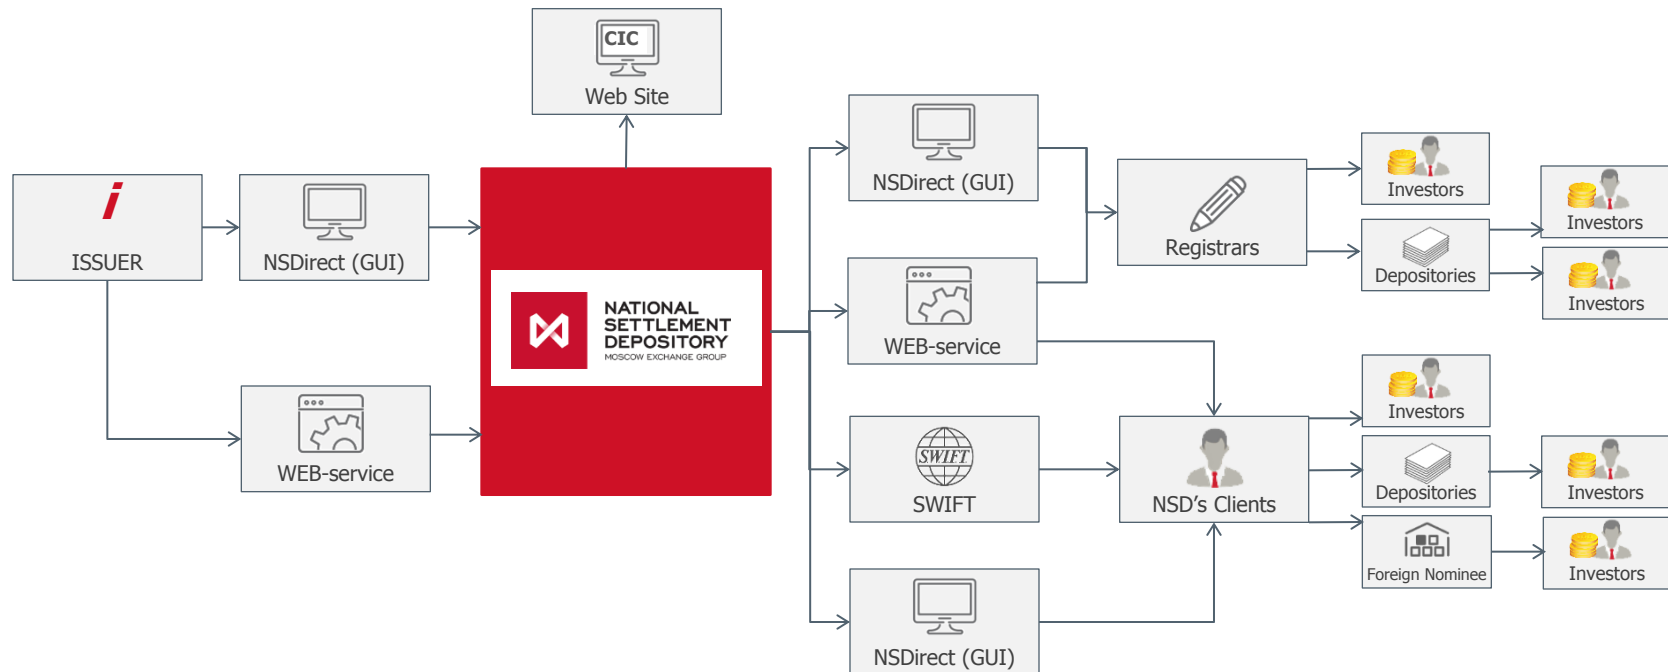 CIC
Web Site
i
ISSUER
NSDirect (GUI)
WEB-service
NATIONAL
SETTLEMENT
DEPOSITORY
MOSCOW EXCHANGE GROUP
NSDirect (GUI)
WEB-service
SWIFT
SWIFT
NSDirect (GUI)
Registrars
NSD’s Clients
Investors
Depositories
Investors
Investors
Investors
Depositories
Foreign Nominee
Investors
Investors